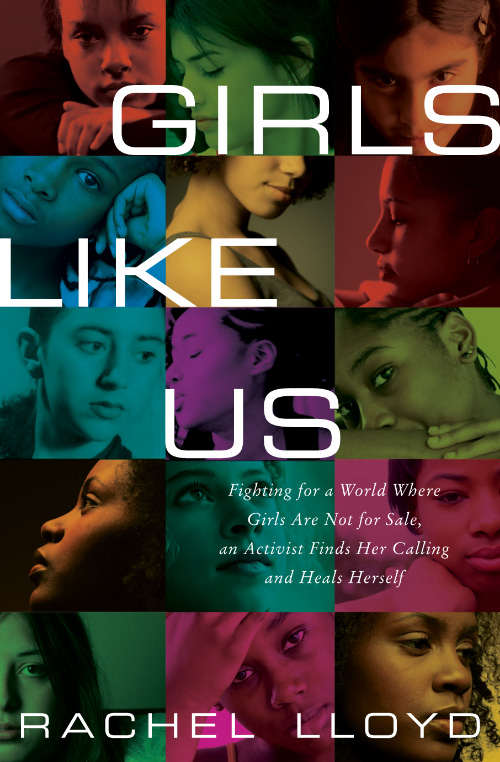 GIRLS
LIKE
US
Fighting for a World Where
Girls Are Not for Sale,
an Activist Finds Her Calling
and Heals Herself
RACHEL LLOYD